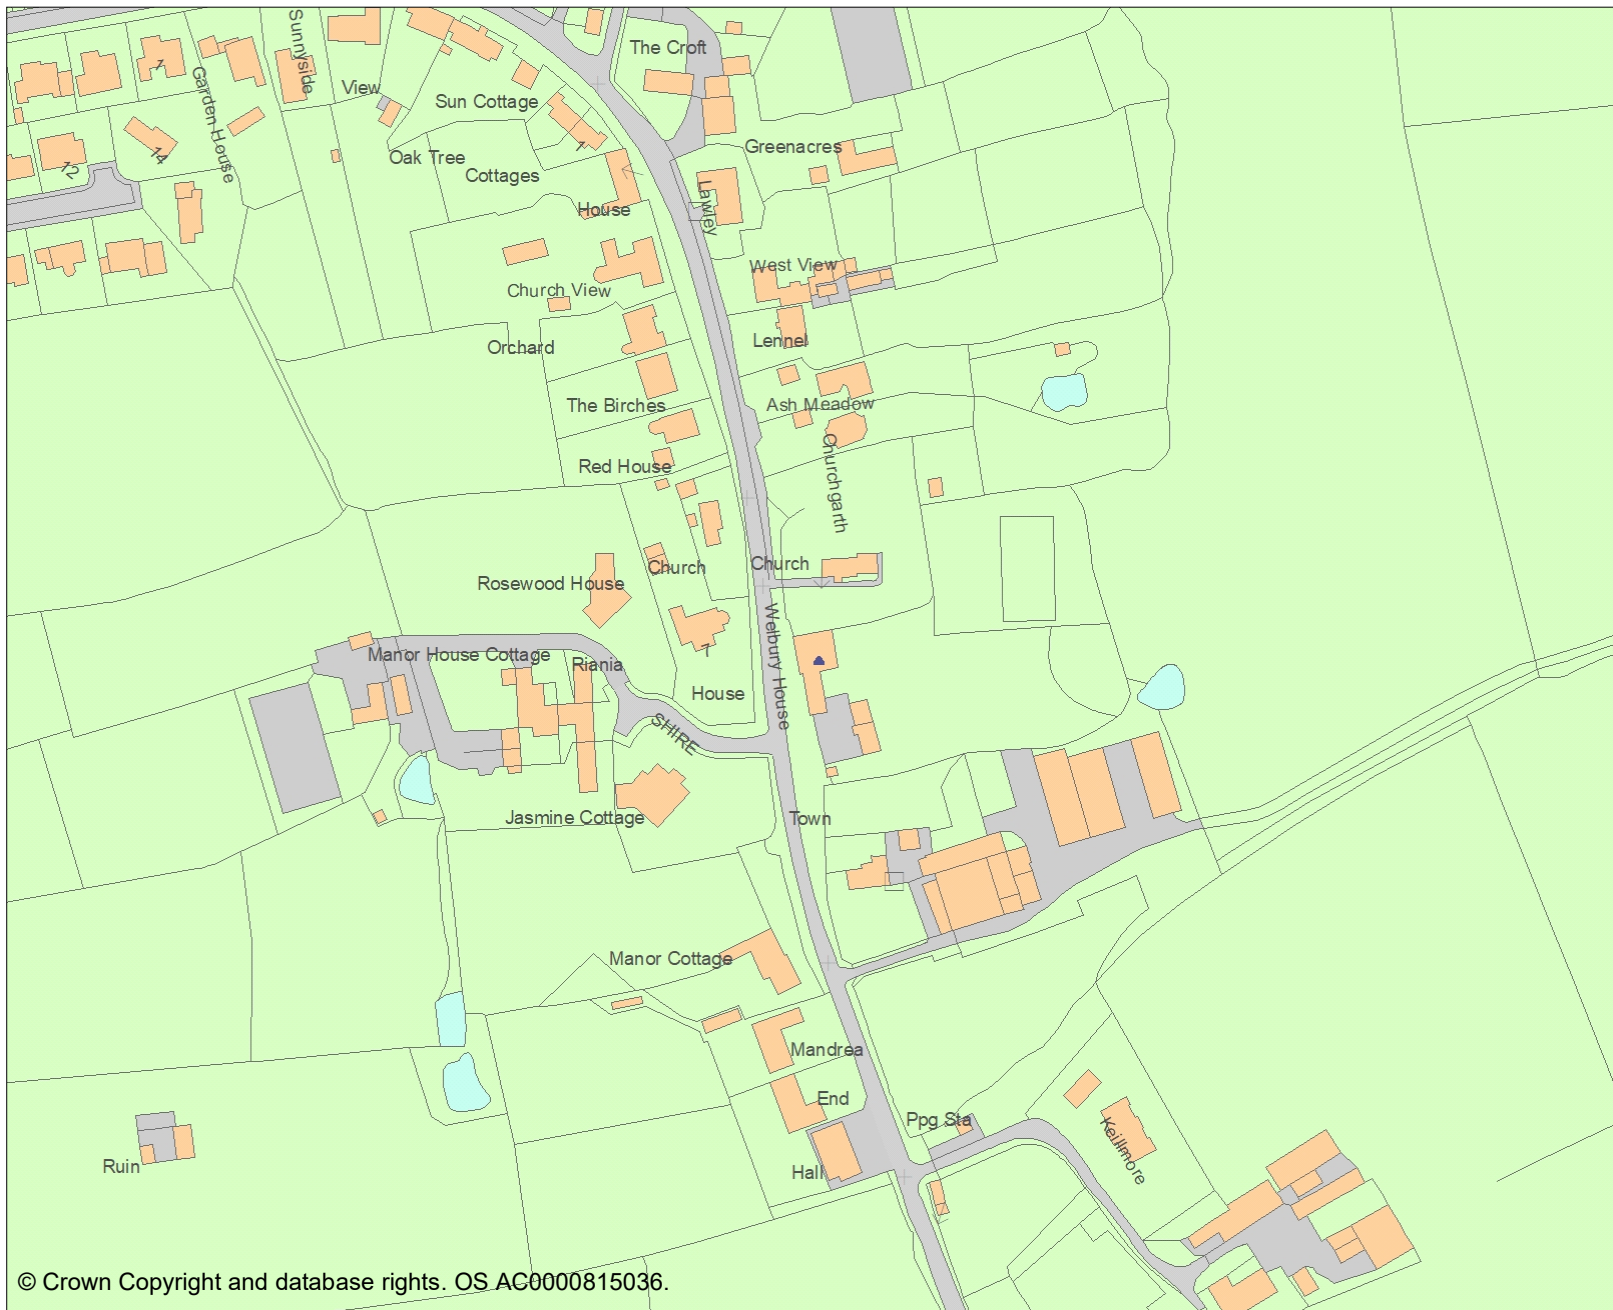 Sunnyside
The Croft
1
View
Garden House
Sun Cottage
14
12
Oak Tree
1
Greenacres
Cottages
House
Lawley
West View
Church View
Orchard
Lennel
The Birches
Ash Meadow
Red House
Churchgarth
Church
Church
Rosewood House
Welbury House
Manor House Cottage
Riania
1
House
SHIRE
Jasmine Cottage
Town
Manor Cottage
Mandrea
End
Ppg Sta
Keillmore
Ruin
Hall
© Crown Copyright and database rights. OS AC0000815036.